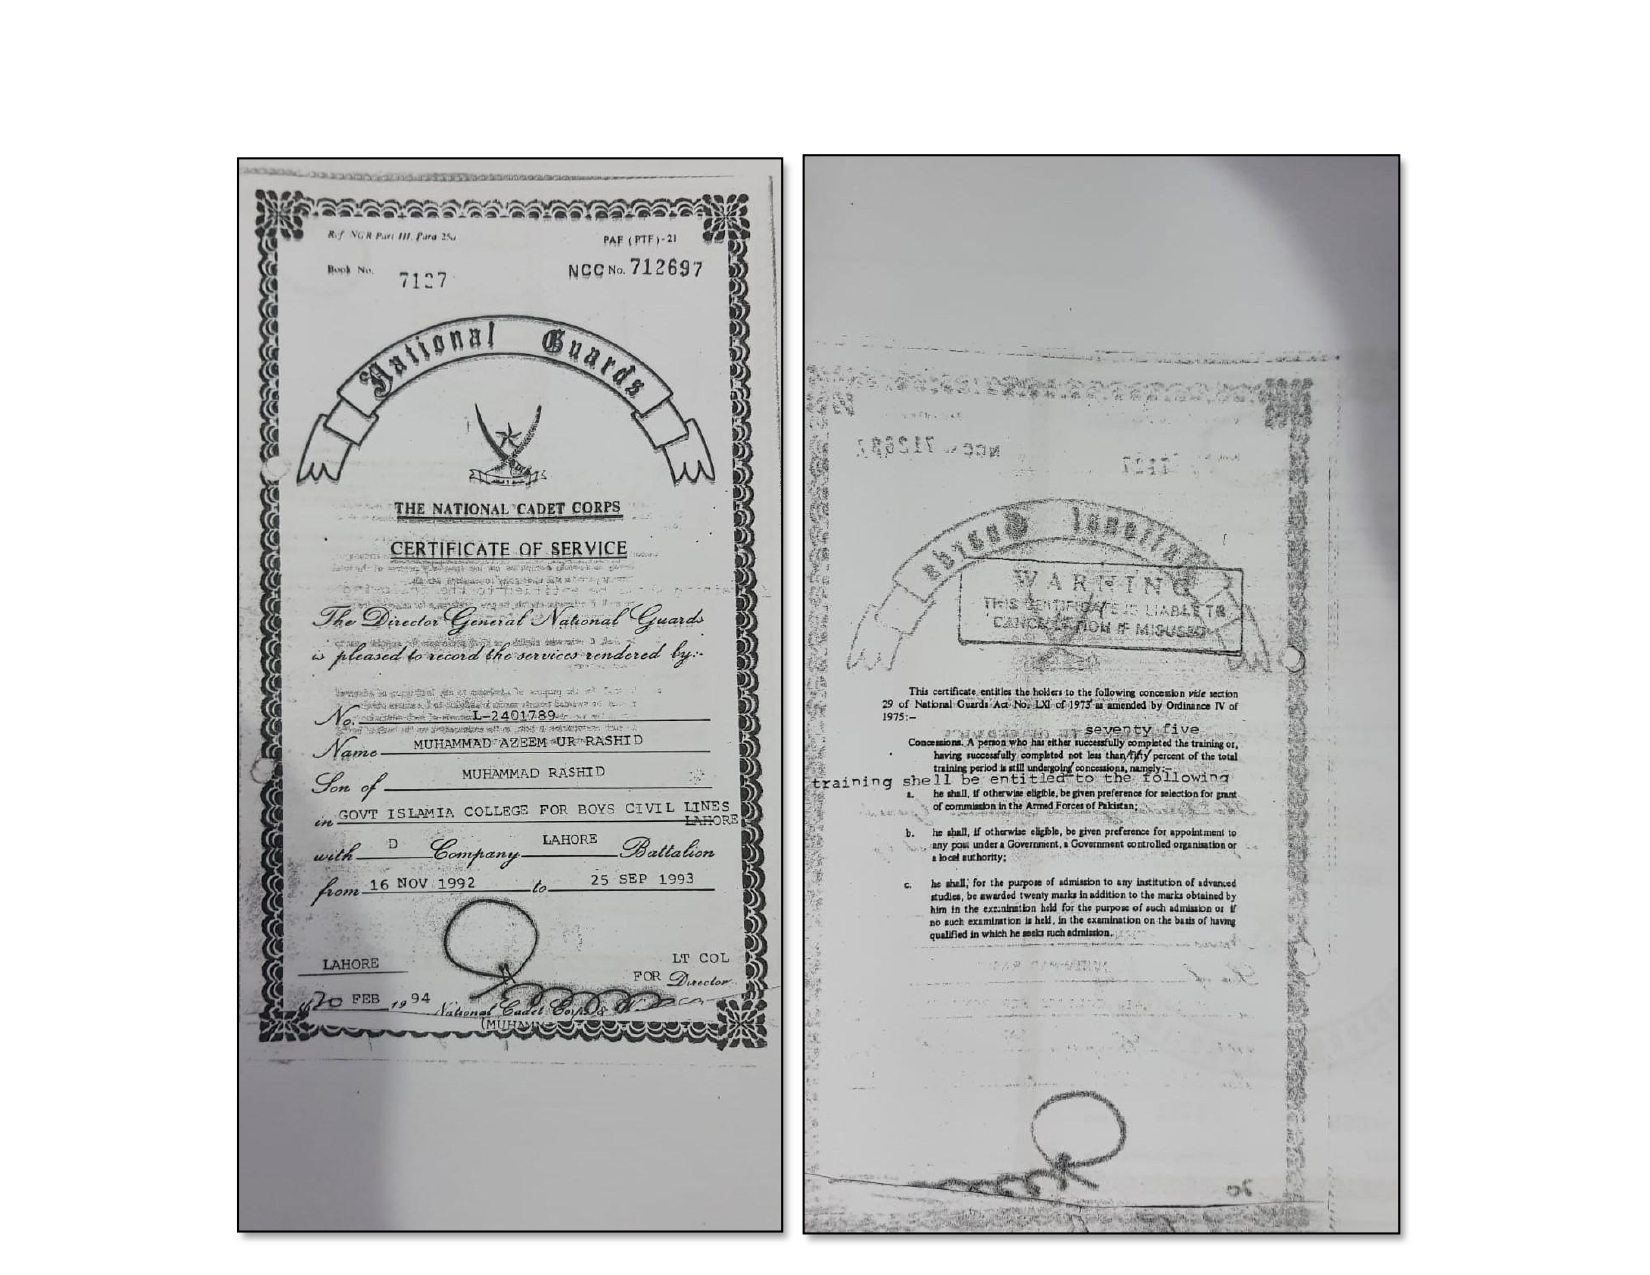 Ref NGR Part III. Para 25
PAF (PTF)-21
Book No. 7127
NCC No. 712697
National Guards
THE NATIONAL CADET CORPS
CERTIFICATE OF SERVICE
The Director General National Guards
is pleased to record the services rendered by:-
No. L-2401789
Name MUHAMMAD AZEEM UR RASHID
Son of MUHAMMAD RASHID
in GOVT ISLAMIA COLLEGE FOR BOYS CIVIL LINES
LAHORE
with D Company LAHORE Battalion
from 16 NOV 1992 to 25 SEP 1993
LAHORE
LT COL
FOR Director
20 FEB 1994
National Cadet Corps
(MUHAM
WARNING
THIS CERTIFICATE IS LIABLE TO
CANCELLATION IF MISUSED
This certificate entitles the holders to the following concession vide section
29 of National Guards Act No. LXI of 1973 as amended by Ordinance IV of
1975:–
seventy five
Concessions. A person who has either successfully completed the training or,
having successfully completed not less than fifty percent of the total
training period is still undergoing concessions, namely:–
training shell be entitled to the following
a. he shall, if otherwise eligible, be given preference for selection for grant
of commission in the Armed Forces of Pakistan;
b. he shall, if otherwise eligible, be given preference for appointment to
any post under a Government, a Government controlled organisation or
a local authority;
c. he shall, for the purpose of admission to any institution of advanced
studies, be awarded twenty marks in addition to the marks obtained by
him in the examination held for the purpose of such admission or if
no such examination is held, in the examination on the basis of having
qualified in which he seeks such admission.